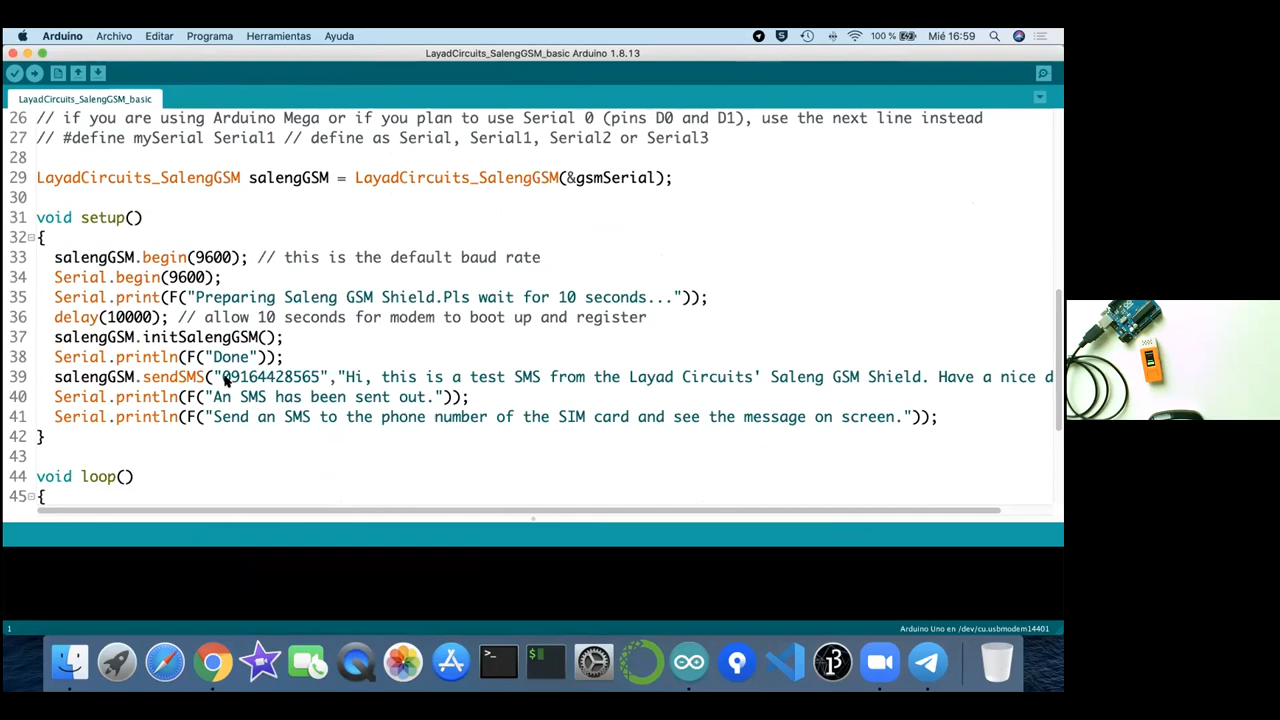 Arduino Archivo Editar Programa Herramientas Ayuda 100 % Mié 16:59
LayadCircuits_SalengGSM_basic Arduino 1.8.13
LayadCircuits_SalengGSM_basic
26 // if you are using Arduino Mega or if you plan to use Serial 0 (pins D0 and D1), use the next line instead
27 // #define mySerial Serial1 // define as Serial, Serial1, Serial2 or Serial3
28
29 LayadCircuits_SalengGSM salengGSM = LayadCircuits_SalengGSM(&gsmSerial);
30
31 void setup()
32 {
33 salengGSM.begin(9600); // this is the default baud rate
34 Serial.begin(9600);
35 Serial.print(F("Preparing Saleng GSM Shield.Pls wait for 10 seconds..."));
36 delay(10000); // allow 10 seconds for modem to boot up and register
37 salengGSM.initSalengGSM();
38 Serial.println(F("Done"));
39 salengGSM.sendSMS("09164428565","Hi, this is a test SMS from the Layad Circuits' Saleng GSM Shield. Have a nice d
40 Serial.println(F("An SMS has been sent out."));
41 Serial.println(F("Send an SMS to the phone number of the SIM card and see the message on screen."));
42 }
43
44 void loop()
45 {
1 Arduino Uno en /dev/cu.usbmodem14401